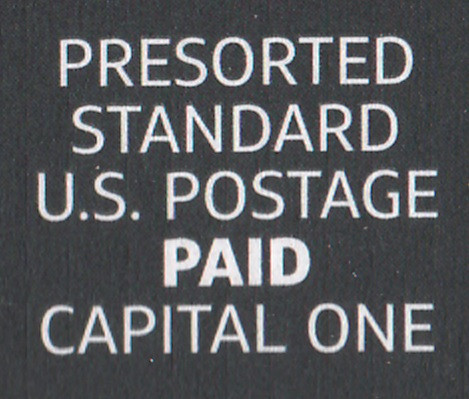 PRESORTED
STANDARD
U.S. POSTAGE
PAID
CAPITAL ONE